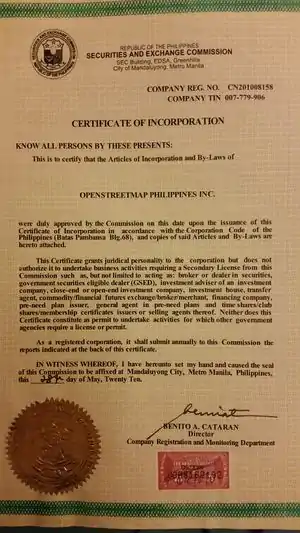 REPUBLIC OF THE PHILIPPINES
SECURITIES AND EXCHANGE COMMISSION
SEC Building, EDSA, Greenhills
City of Mandaluyong, Metro Manila
COMPANY REG. NO. CN201008158
COMPANY TIN 007-779-906
CERTIFICATE OF INCORPORATION
KNOW ALL PERSONS BY THESE PRESENTS:
This is to certify that the Articles of Incorporation and By-Laws of
OPENSTREETMAP PHILIPPINES INC.
were duly approved by the Commission on this date upon the issuance of this
Certificate of Incorporation in accordance with the Corporation Code of the
Philippines (Batas Pambansa Blg.68), and copies of said Articles and By-Laws are
hereto attached.
This Certificate grants juridical personality to the corporation but does not
authorize it to undertake business activities requiring a Secondary License from this
Commission such as, but not limited to acting as: broker or dealer in securities,
government securities eligible dealer (GSED), investment adviser of an investment
company, close-end or open-end investment company, investment house, transfer
agent, commodity/financial futures exchange/broker/merchant, financing company,
pre-need plan issuer, general agent in pre-need plans and time shares/club
shares/membership certificates issuers or selling agents thereof. Neither does this
Certificate constitute as permit to undertake activities for which other government
agencies require a license or permit.
As a registered corporation, it shall submit annually to this Commission the
reports indicated at the back of this certificate.
IN WITNESS WHEREOF, I have hereunto set my hand and caused the seal
of this Commission to be affixed at Mandaluyong City, Metro Manila, Philippines,
this 28th day of May, Twenty Ten.
BENITO A. CATARAN
Director
Company Registration and Monitoring Department